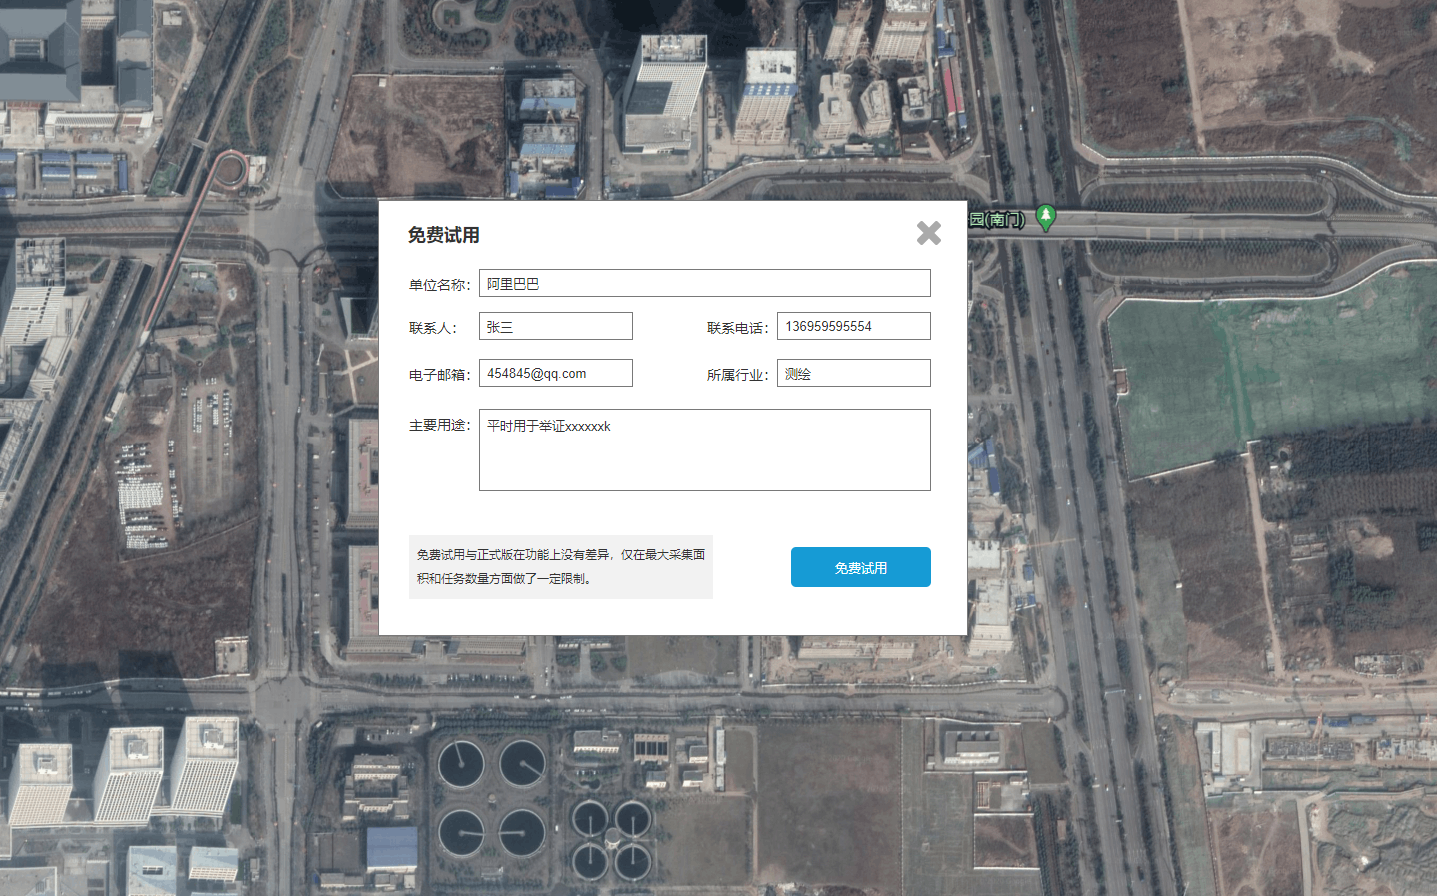 园(南门)
免费试用
单位名称: 阿里巴巴
联系人: 张三 联系电话: 136959595554
电子邮箱: 454845@qq.com 所属行业: 测绘
主要用途: 平时用于举证xxxxxxk
免费试用与正式版在功能上没有差异，仅在最大采集面
积和任务数量方面做了一定限制。
免费试用